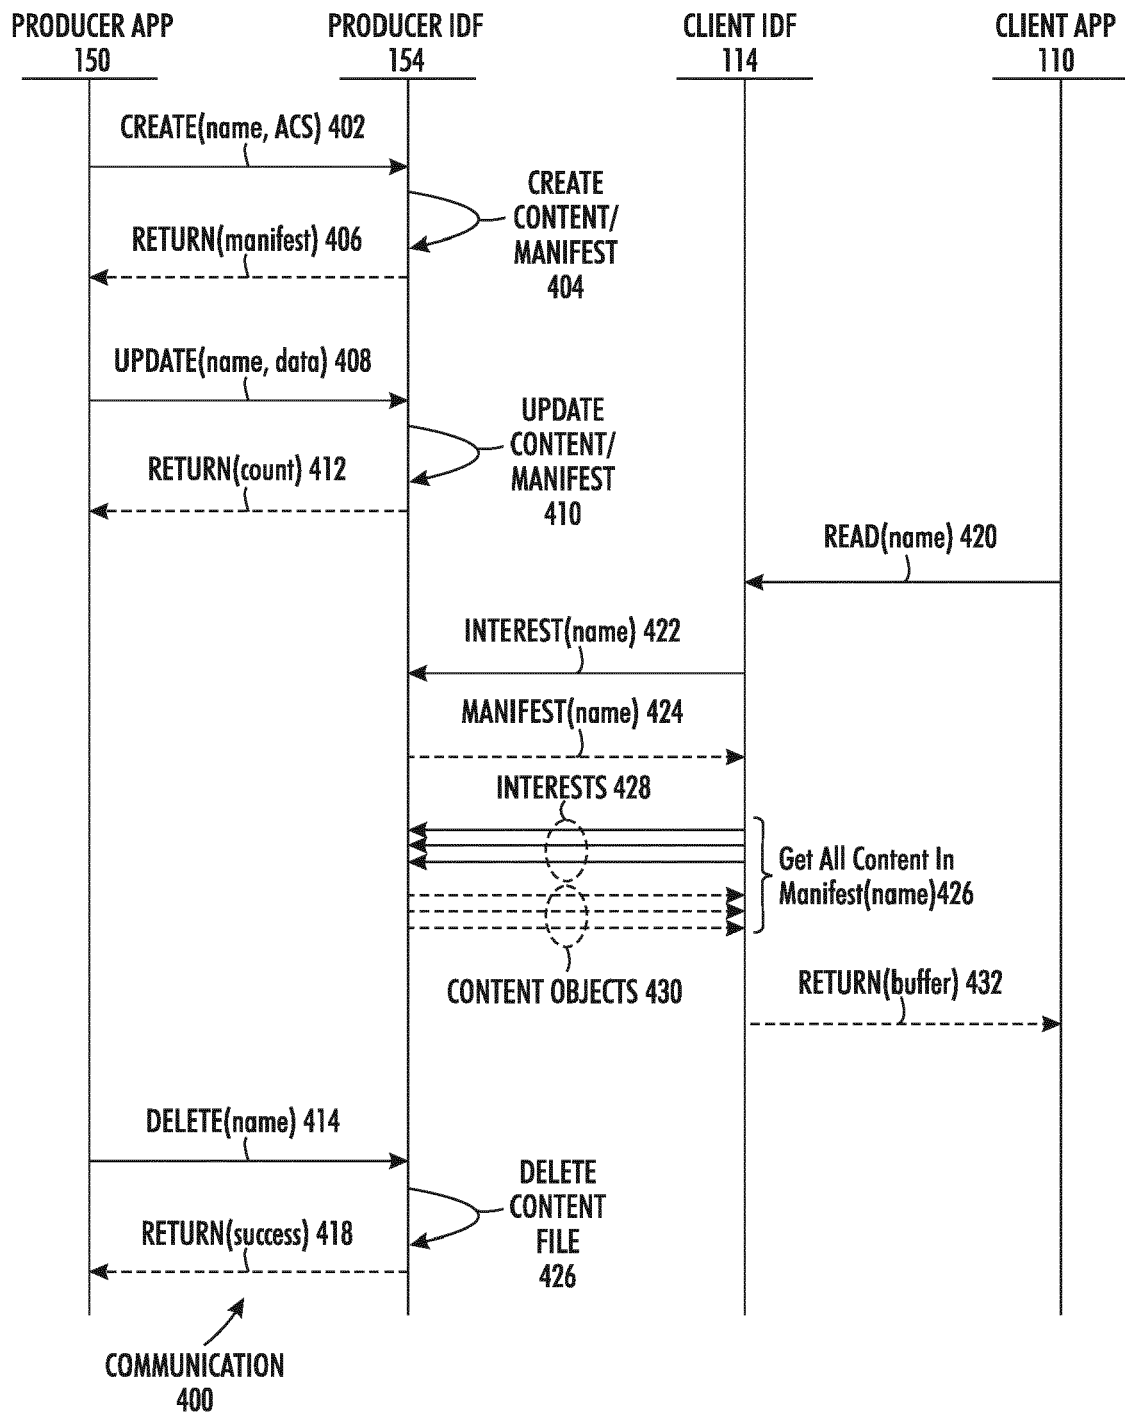 PRODUCER APP
150
PRODUCER IDF
154
CLIENT IDF
114
CLIENT APP
110
CREATE(name, ACS) 402
CREATE
CONTENT/
MANIFEST
404
RETURN(manifest) 406
UPDATE(name, data) 408
UPDATE
CONTENT/
MANIFEST
410
RETURN(count) 412
READ(name) 420
INTEREST(name) 422
MANIFEST(name) 424
INTERESTS 428
Get All Content In
Manifest(name)426
CONTENT OBJECTS 430
RETURN(buffer) 432
DELETE(name) 414
DELETE
CONTENT
FILE
426
RETURN(success) 418
COMMUNICATION
400